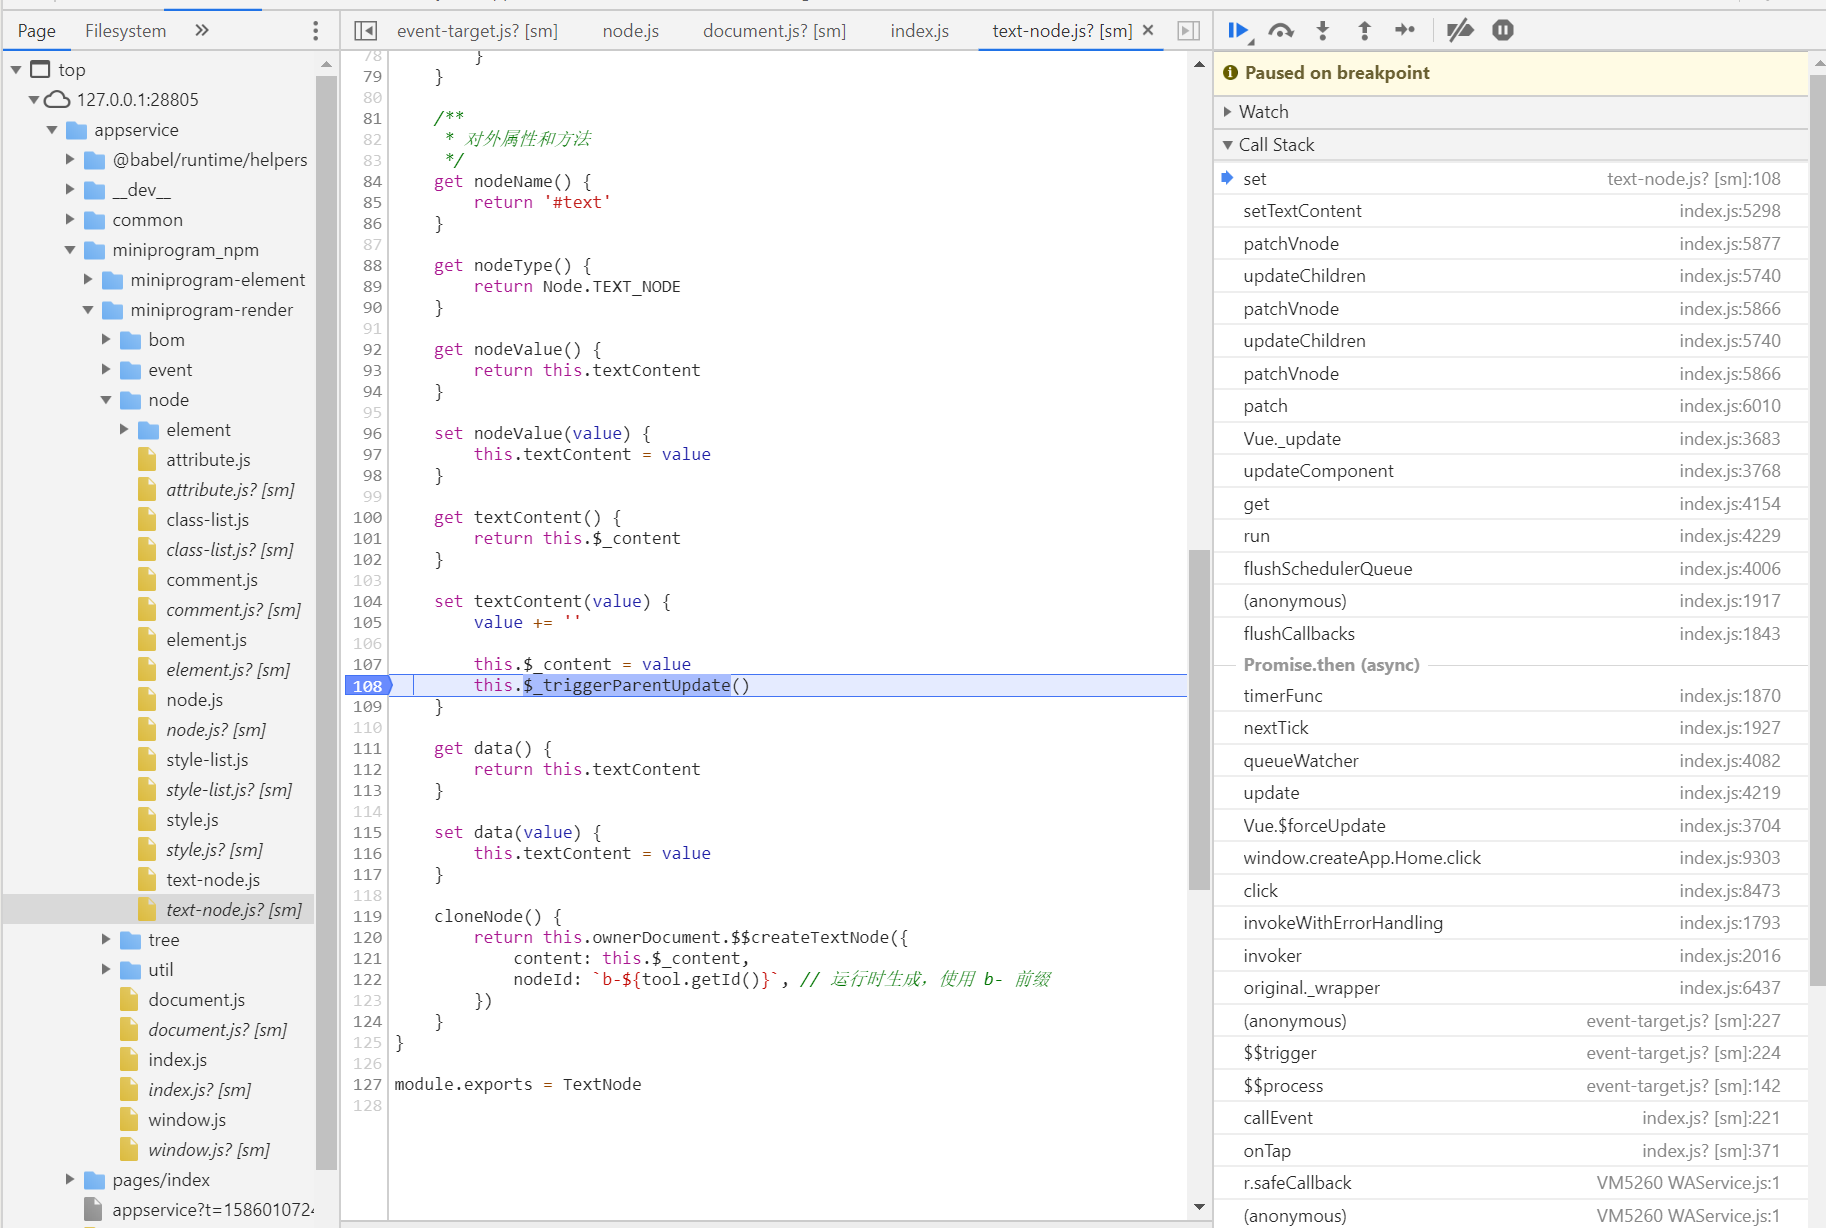 Page
Filesystem
»
top
127.0.0.1:28805
appservice
@babel/runtime/helpers
__dev__
common
miniprogram_npm
miniprogram-element
miniprogram-render
bom
event
node
element
attribute.js
attribute.js? [sm]
class-list.js
class-list.js? [sm]
comment.js
comment.js? [sm]
element.js
element.js? [sm]
node.js
node.js? [sm]
style-list.js
style-list.js? [sm]
style.js
style.js? [sm]
text-node.js
text-node.js? [sm]
tree
util
document.js
document.js? [sm]
index.js
index.js? [sm]
window.js
window.js? [sm]
pages/index
appservice?t=1586010724
event-target.js? [sm] node.js document.js? [sm] index.js text-node.js? [sm] ×
78 }
79 }
80
81 /**
82 * 对外属性和方法
83 */
84 get nodeName() {
85 return '#text'
86 }
87
88 get nodeType() {
89 return Node.TEXT_NODE
90 }
91
92 get nodeValue() {
93 return this.textContent
94 }
95
96 set nodeValue(value) {
97 this.textContent = value
98 }
99
100 get textContent() {
101 return this.$_content
102 }
103
104 set textContent(value) {
105 value += ''
106
107 this.$_content = value
108 this.$_triggerParentUpdate()
109 }
110
111 get data() {
112 return this.textContent
113 }
114
115 set data(value) {
116 this.textContent = value
117 }
118
119 cloneNode() {
120 return this.ownerDocument.$$createTextNode({
121 content: this.$_content,
122 nodeId: `b-${tool.getId()}`, // 运行时生成，使用 b- 前缀
123 })
124 }
125 }
126
127 module.exports = TextNode
128
Paused on breakpoint
Watch
Call Stack
set text-node.js? [sm]:108
setTextContent index.js:5298
patchVnode index.js:5877
updateChildren index.js:5740
patchVnode index.js:5866
updateChildren index.js:5740
patchVnode index.js:5866
patch index.js:6010
Vue._update index.js:3683
updateComponent index.js:3768
get index.js:4154
run index.js:4229
flushSchedulerQueue index.js:4006
(anonymous) index.js:1917
flushCallbacks index.js:1843
Promise.then (async)
timerFunc index.js:1870
nextTick index.js:1927
queueWatcher index.js:4082
update index.js:4219
Vue.$forceUpdate index.js:3704
window.createApp.Home.click index.js:9303
click index.js:8473
invokeWithErrorHandling index.js:1793
invoker index.js:2016
original._wrapper index.js:6437
(anonymous) event-target.js? [sm]:227
$$trigger event-target.js? [sm]:224
$$process event-target.js? [sm]:142
callEvent index.js? [sm]:221
onTap index.js? [sm]:371
r.safeCallback VM5260 WAService.js:1
(anonymous) VM5260 WAService.js:1